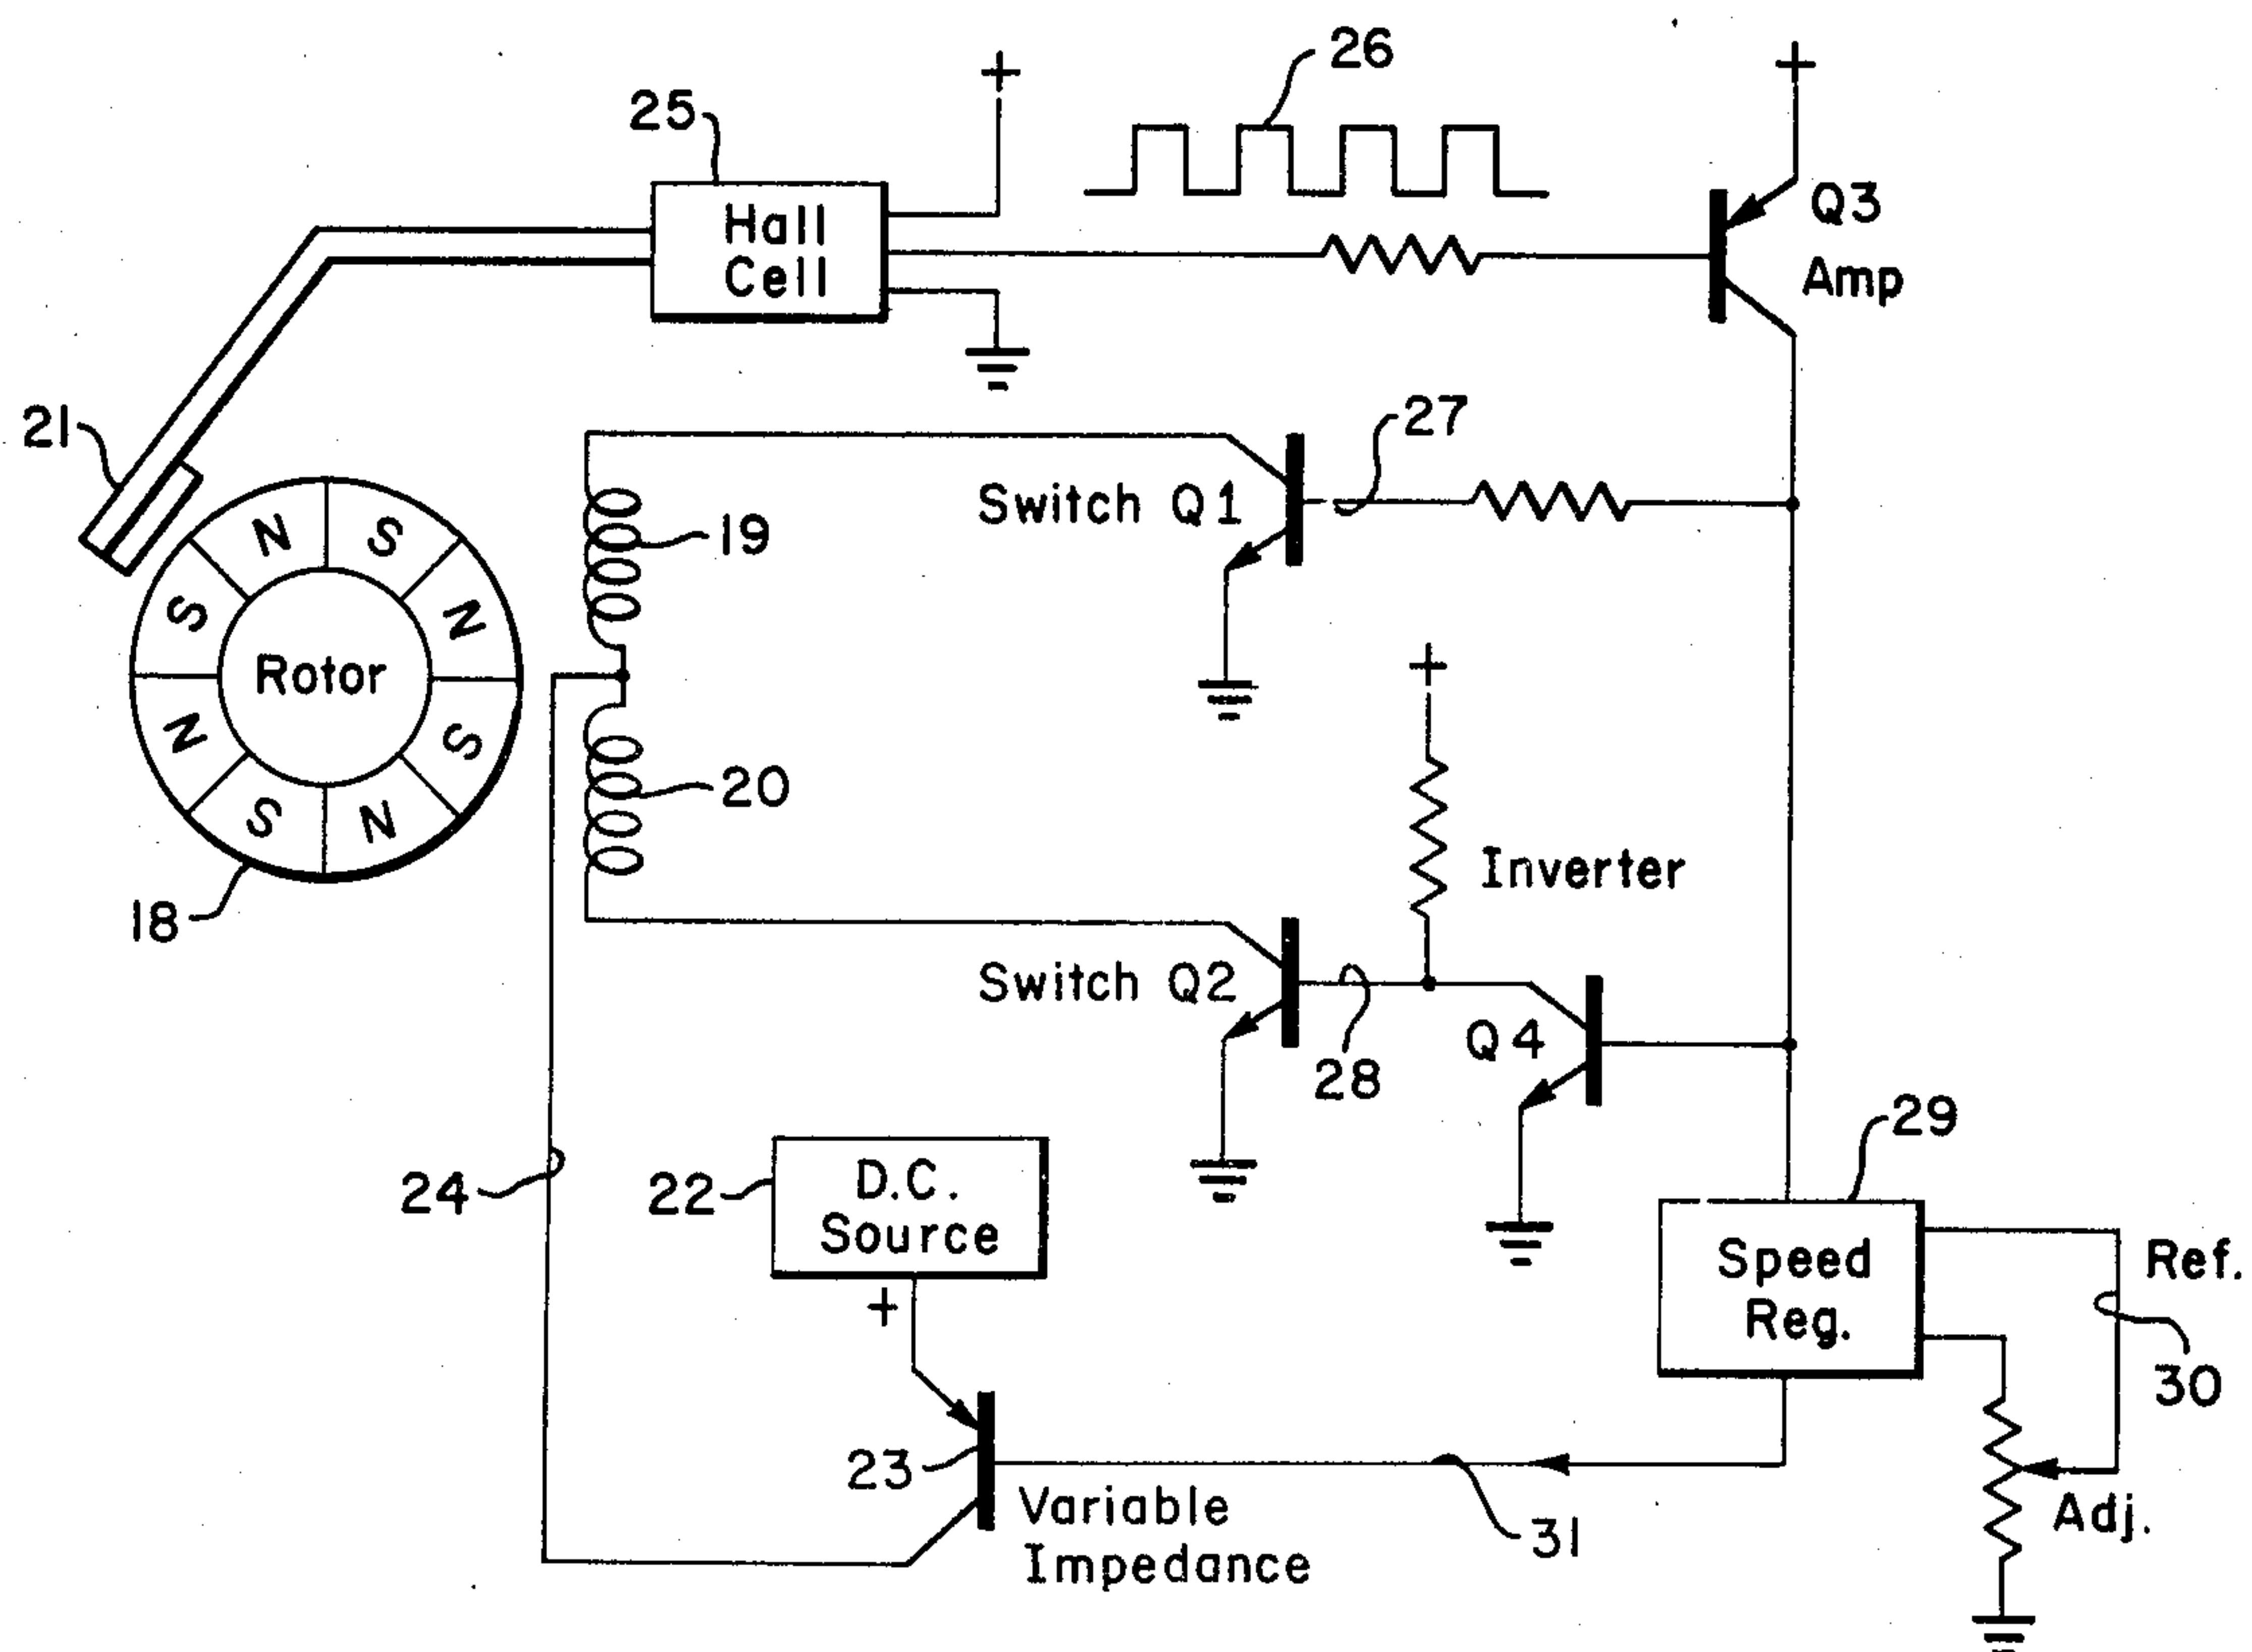 26
+
+
25
Hall
Cell
Q3
Amp
21
27
Switch Q1
19
N
S
N
S
N
S
N
S
Rotor
+
20
Inverter
18
Switch Q2
Q4
28
29
24
22
D.C.
Source
+
Speed
Reg.
Ref.
30
23
Variable
Impedance
31
Adj.